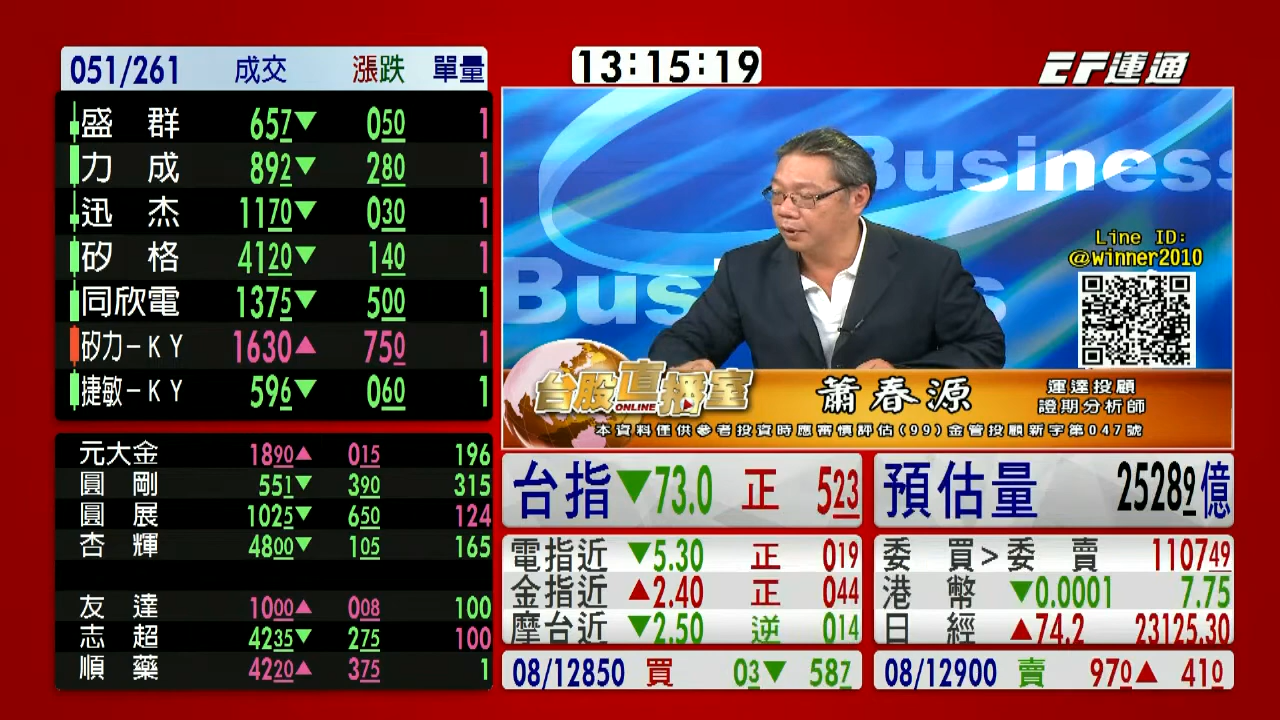 051/261 成交 漲跌 單量
盛群 657▼ 050 1
力成 892▼ 280 1
迅杰 1170▼ 030 1
矽格 4120▼ 140 1
同欣電 1375▼ 500 1
矽力-KY 1630▲ 750 1
捷敏-KY 596▼ 060 1
元大金 1890▲ 015 196
圓剛 551▼ 390 315
圓展 1025▼ 650 124
杏輝 4800▼ 105 165
友達 1000▲ 008 100
志超 4235▼ 275 100
順藥 4220▲ 375 1
13:15:19
EF運通
Business
Business
Line ID:
@winner2010
台股直播室
ONLINE
蕭春源
運達投顧
證期分析師
本資料僅供參考投資時應審慎評估(99)金管投顧新字第047號
台指▼73.0 正 523
預估量 25289億
電指近 ▼5.30 正 019
金指近 ▲2.40 正 044
摩台近 ▼2.50 逆 014
委買>委賣 110749
港幣 ▼0.0001 7.75
日經 ▲74.2 23125.30
08/12850 買 03▼ 587
08/12900 賣 970▲ 410